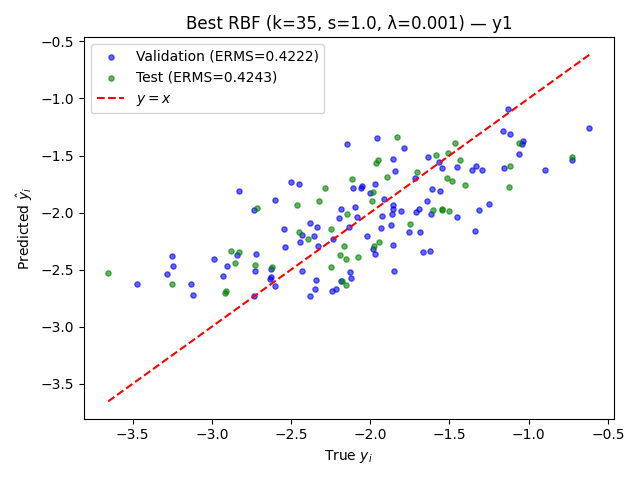 Best RBF (k=35, s=1.0, λ=0.001) — y1
Validation (ERMS=0.4222)
Test (ERMS=0.4243)
y = x
Predicted ŷᵢ
−0.5
−1.0
−1.5
−2.0
−2.5
−3.0
−3.5
−3.5 −3.0 −2.5 −2.0 −1.5 −1.0 −0.5
True yᵢ